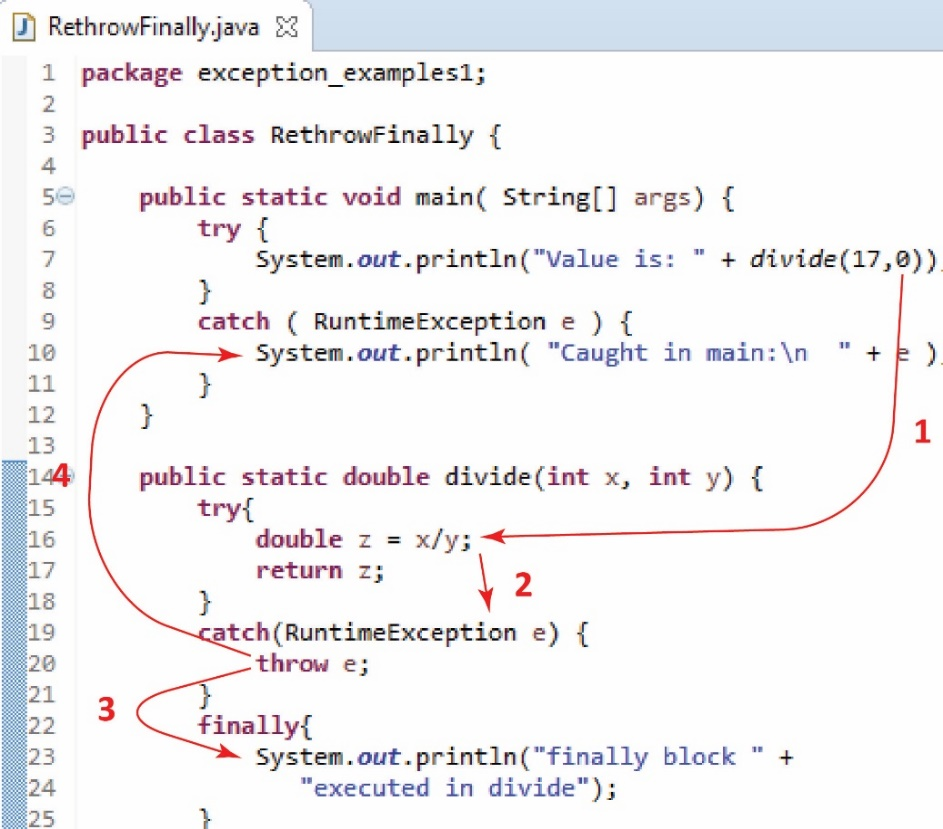 RethrowFinally.java
1 package exception_examples1;
2
3 public class RethrowFinally {
4
5 public static void main( String[] args) {
6 try {
7 System.out.println("Value is: " + divide(17,0));
8 }
9 catch ( RuntimeException e ) {
10 System.out.println( "Caught in main:\n  " + e );
11 }
12 }
13
14 public static double divide(int x, int y) {
15 try{
16 double z = x/y;
17 return z;
18 }
19 catch(RuntimeException e) {
20 throw e;
21 }
22 finally{
23 System.out.println("finally block " +
24 "executed in divide");
25 }
1
2
3
4